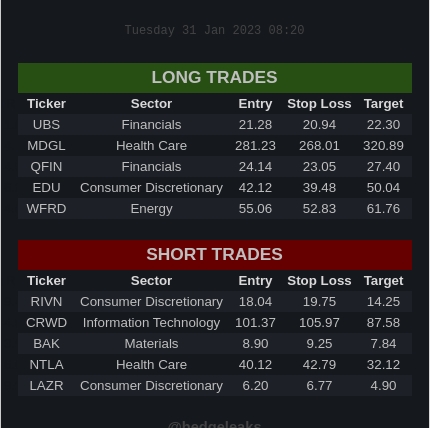 Tuesday 31 Jan 2023 08:20
LONG TRADES
Ticker Sector Entry Stop Loss Target
UBS Financials 21.28 20.94 22.30
MDGL Health Care 281.23 268.01 320.89
QFIN Financials 24.14 23.05 27.40
EDU Consumer Discretionary 42.12 39.48 50.04
WFRD Energy 55.06 52.83 61.76
SHORT TRADES
Ticker Sector Entry Stop Loss Target
RIVN Consumer Discretionary 18.04 19.75 14.25
CRWD Information Technology 101.37 105.97 87.58
BAK Materials 8.90 9.25 7.84
NTLA Health Care 40.12 42.79 32.12
LAZR Consumer Discretionary 6.20 6.77 4.90
@hedgeleaks